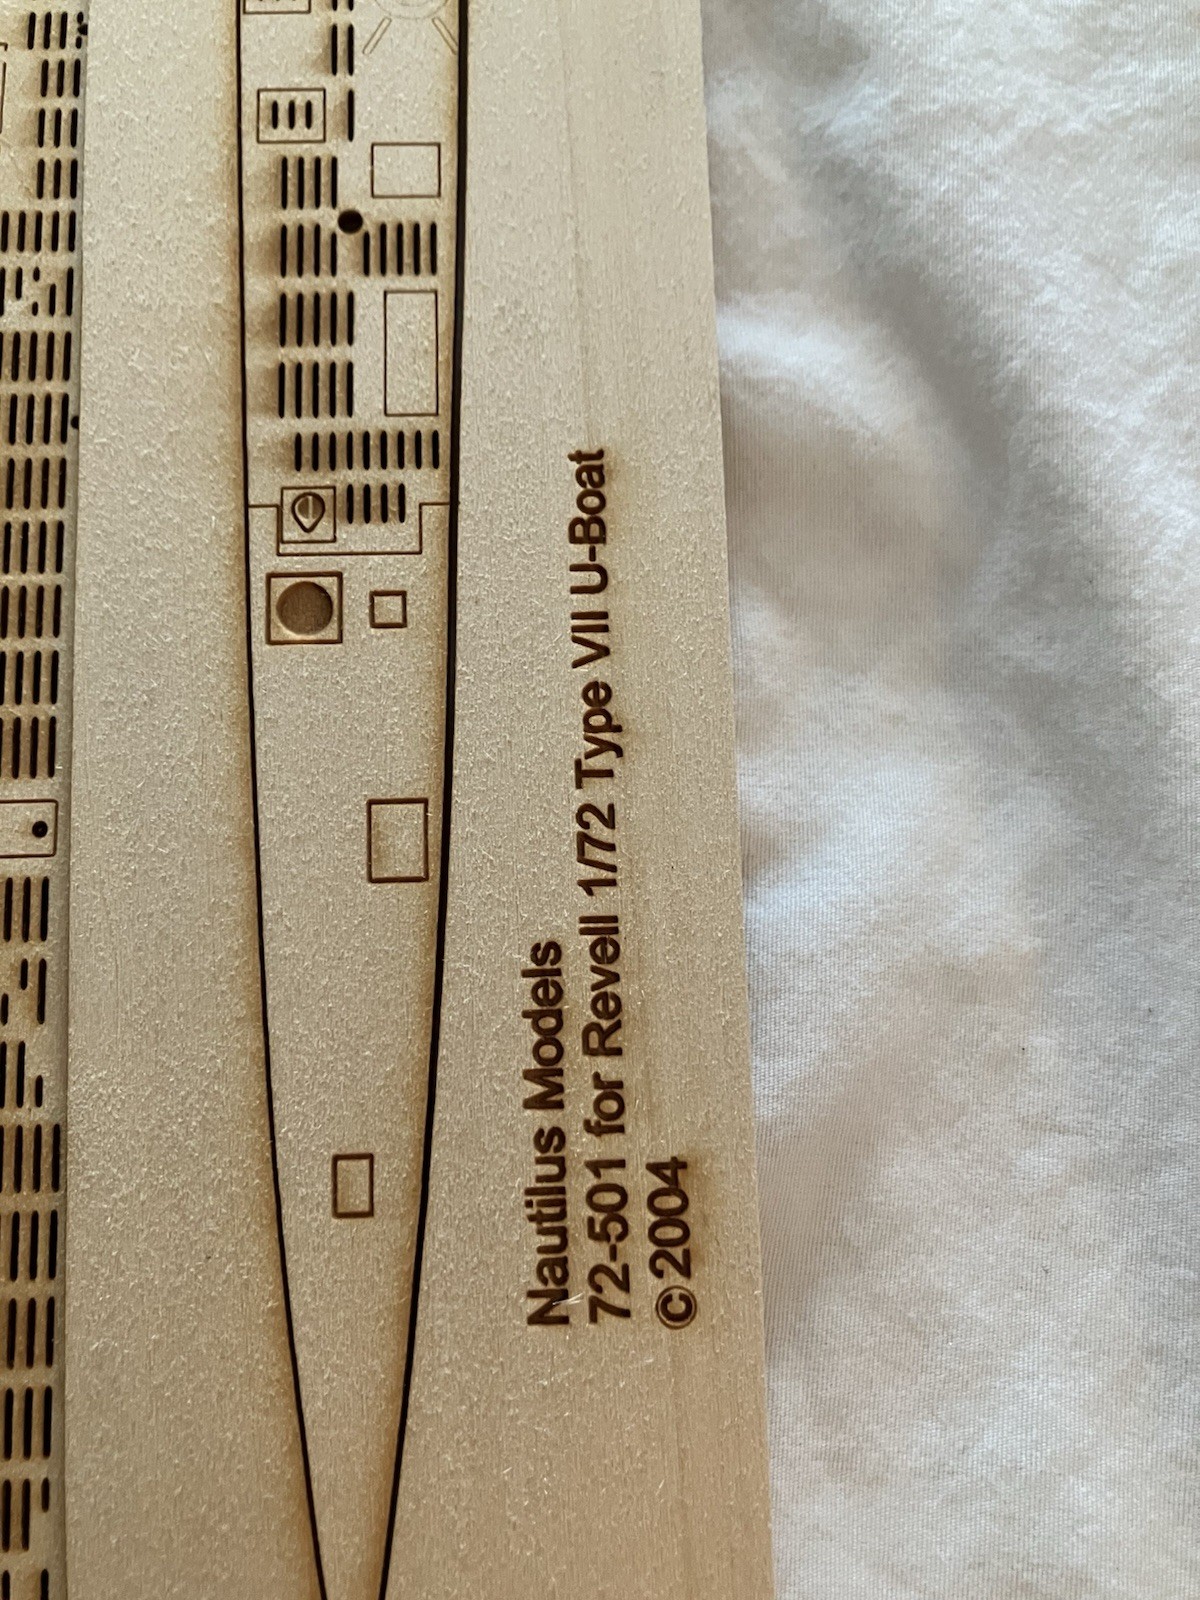 Nautilus Models
72-501 for Revell 1/72 Type VII U-Boat
©2004